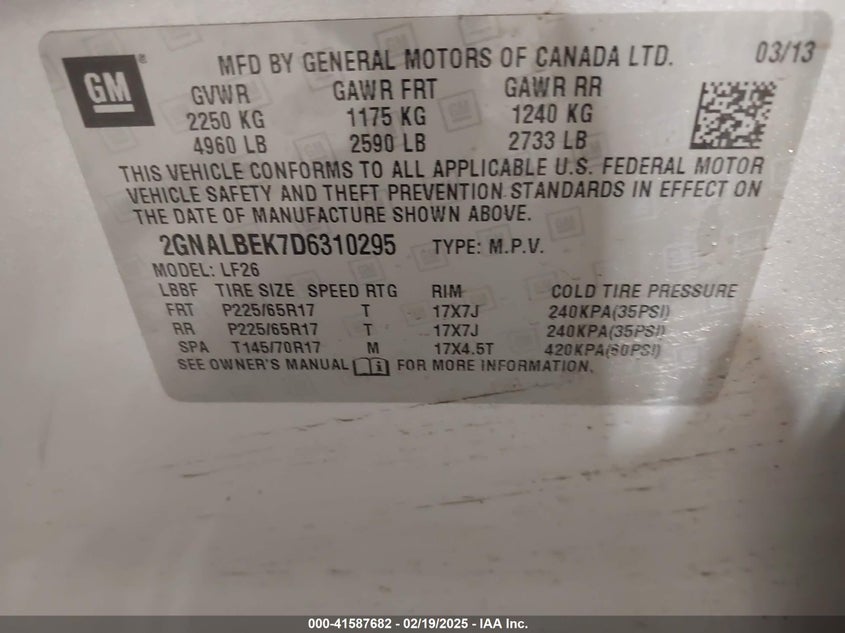 GM
MFD BY GENERAL MOTORS OF CANADA LTD. 03/13
GVWR GAWR FRT GAWR RR
2250 KG 1175 KG 1240 KG
4960 LB 2590 LB 2733 LB
THIS VEHICLE CONFORMS TO ALL APPLICABLE U.S. FEDERAL MOTOR
VEHICLE SAFETY AND THEFT PREVENTION STANDARDS IN EFFECT ON
THE DATE OF MANUFACTURE SHOWN ABOVE.
2GNALBEK7D6310295 TYPE: M.P.V.
MODEL: LF26
LBBF TIRE SIZE SPEED RTG RIM COLD TIRE PRESSURE
FRT P225/65R17 T 17X7J 240KPA(35PSI)
RR P225/65R17 T 17X7J 240KPA(35PSI)
SPA T145/70R17 M 17X4.5T 420KPA(60PSI)
SEE OWNER'S MANUAL FOR MORE INFORMATION.
000-41587682 - 02/19/2025 - IAA Inc.